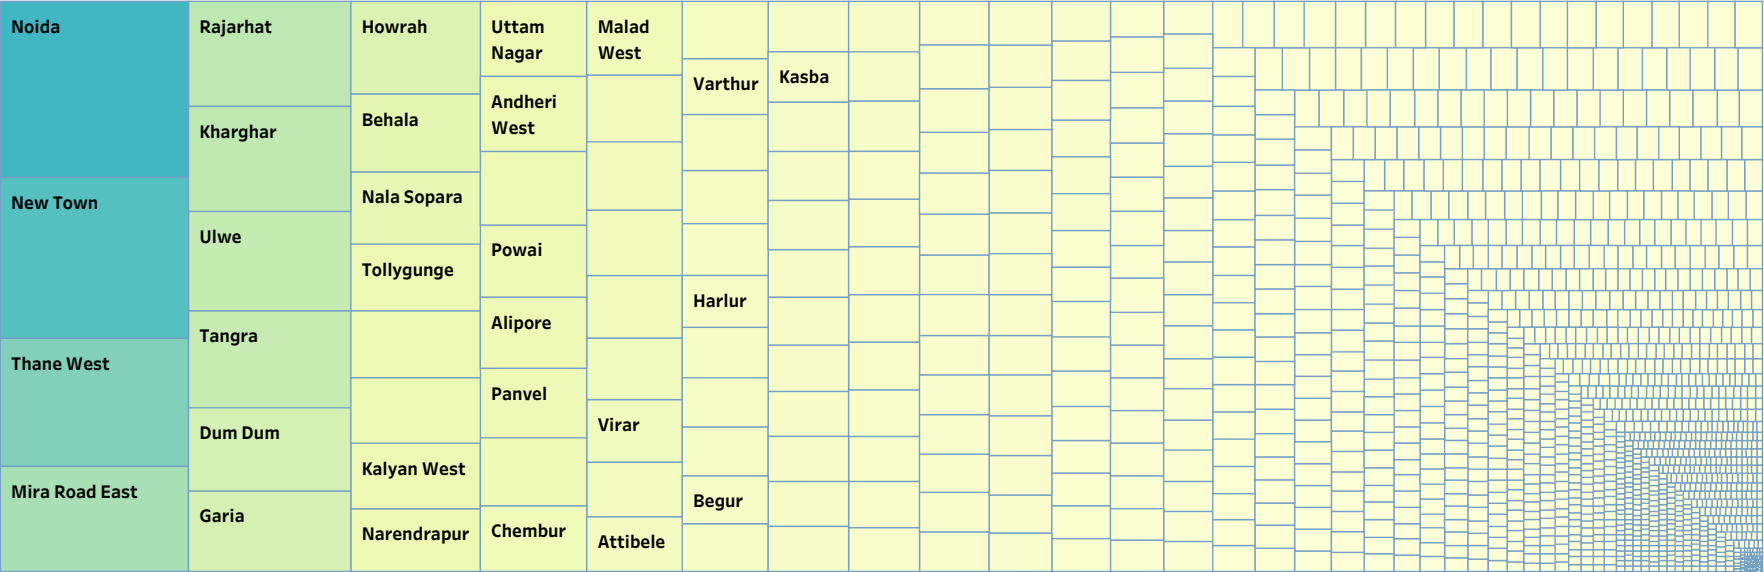 Noida
New Town
Thane West
Mira Road East
Rajarhat
Kharghar
Ulwe
Tangra
Dum Dum
Garia
Howrah
Behala
Nala Sopara
Tollygunge
Kalyan West
Narendrapur
Uttam
Nagar
Andheri
West
Powai
Alipore
Panvel
Chembur
Malad
West
Virar
Attibele
Varthur
Harlur
Begur
Kasba